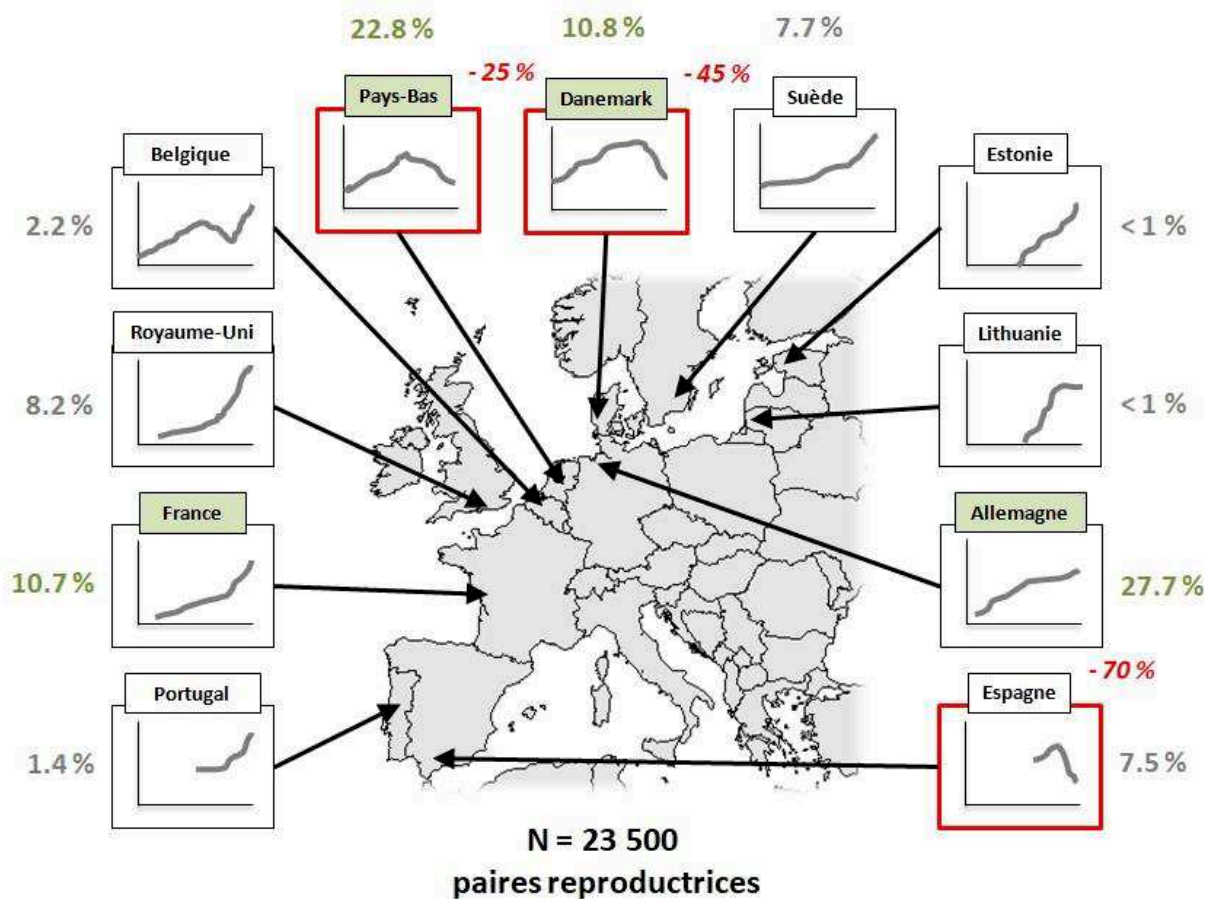 22.8 %
10.8 %
7.7 %
- 25 %
- 45 %
Pays-Bas
Danemark
Suède
Belgique
2.2 %
Estonie
< 1 %
Royaume-Uni
8.2 %
Lithuanie
< 1 %
France
10.7 %
Allemagne
27.7 %
Portugal
1.4 %
- 70 %
Espagne
7.5 %
N = 23 500
paires reproductrices